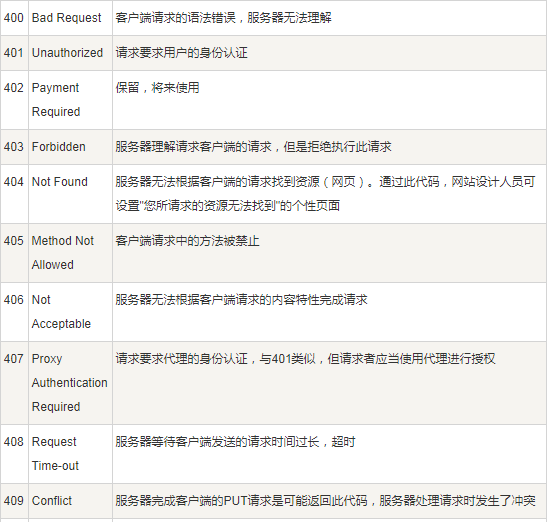 400 Bad Request 客户端请求的语法错误，服务器无法理解
401 Unauthorized 请求要求用户的身份认证
402 Payment 保留，将来使用
Required
403 Forbidden 服务器理解请求客户端的请求，但是拒绝执行此请求
404 Not Found 服务器无法根据客户端的请求找到资源（网页）。通过此代码，网站设计人员可
设置"您所请求的资源无法找到"的个性页面
405 Method Not 客户端请求中的方法被禁止
Allowed
406 Not 服务器无法根据客户端请求的内容特性完成请求
Acceptable
407 Proxy 请求要求代理的身份认证，与401类似，但请求者应当使用代理进行授权
Authentication
Required
408 Request 服务器等待客户端发送的请求时间过长，超时
Time-out
409 Conflict 服务器完成客户端的PUT请求是可能返回此代码，服务器处理请求时发生了冲突